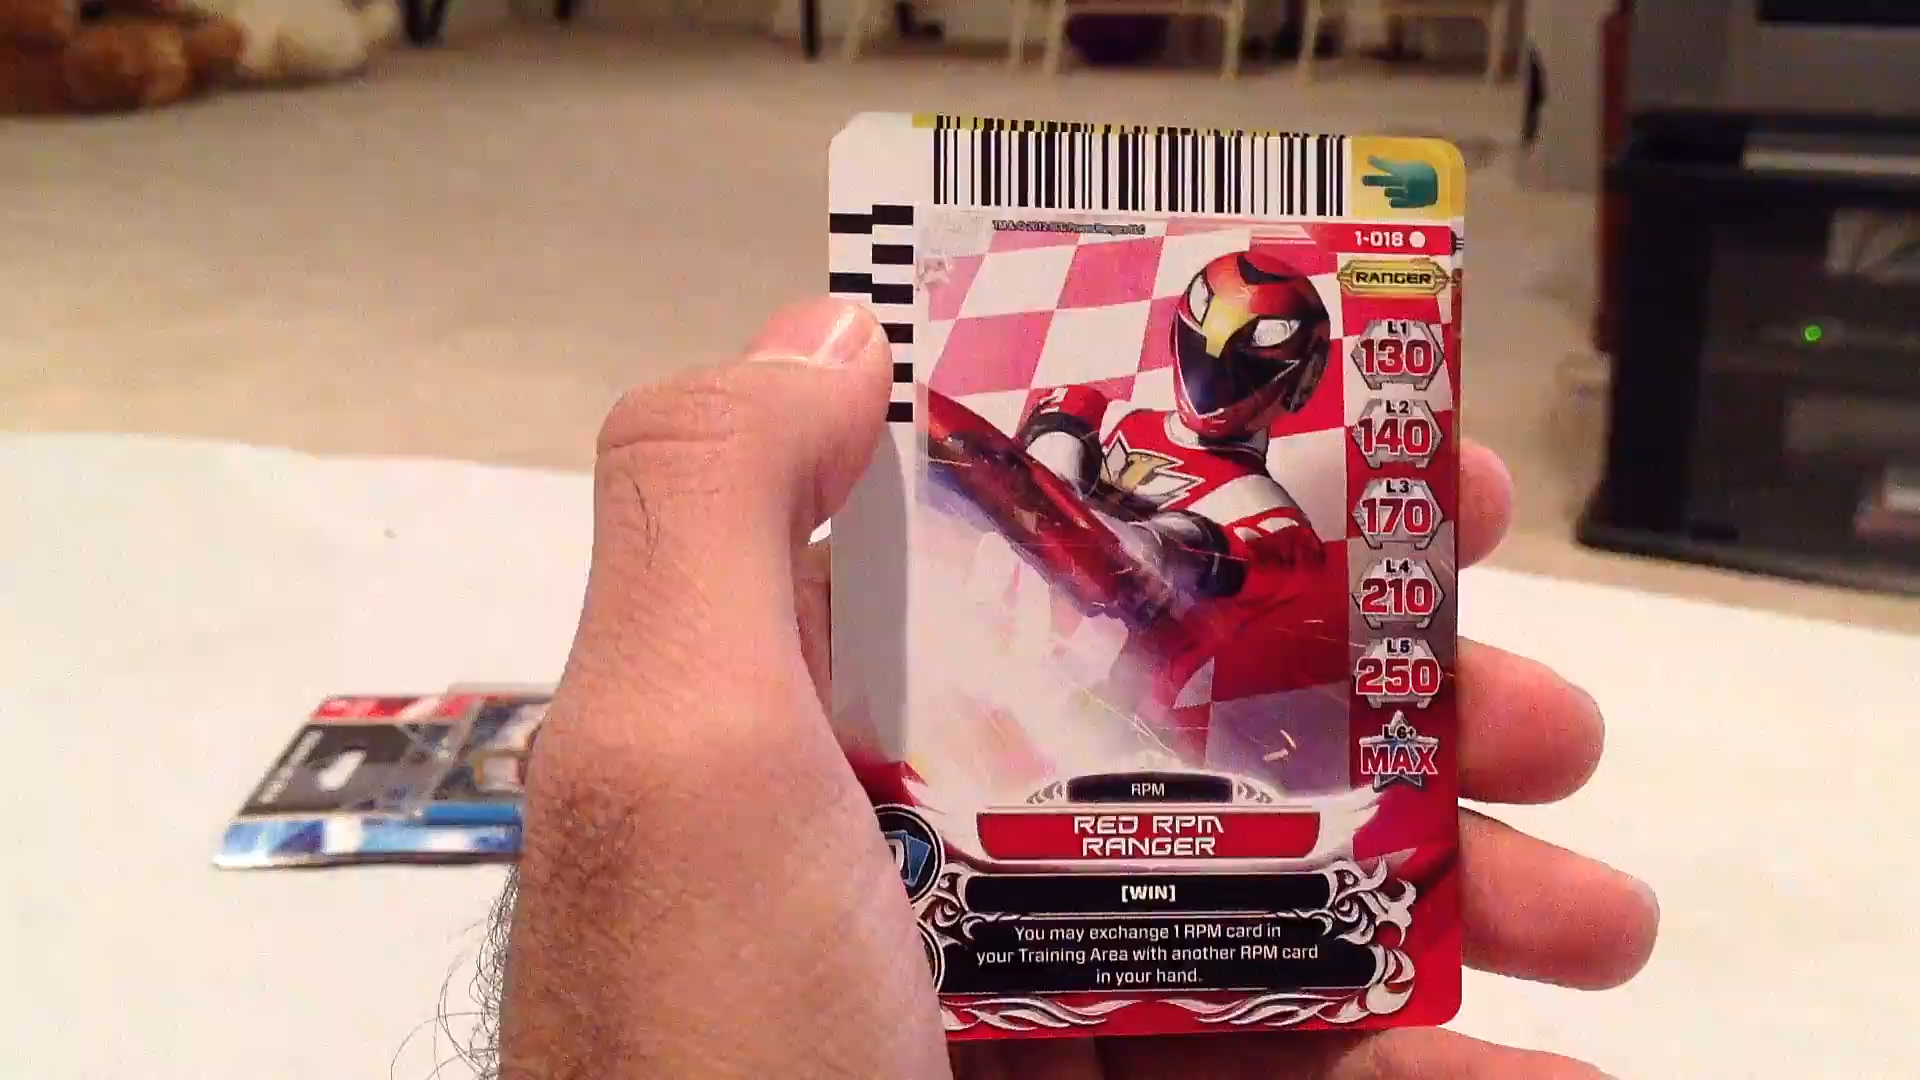 1-018
RANGER
L1
130
L2
140
L3
170
L4
210
L5
250
L6+
MAX
RPM
RED RPM
RANGER
[WIN]
You may exchange 1 RPM card in
your Training Area with another RPM card
in your hand.